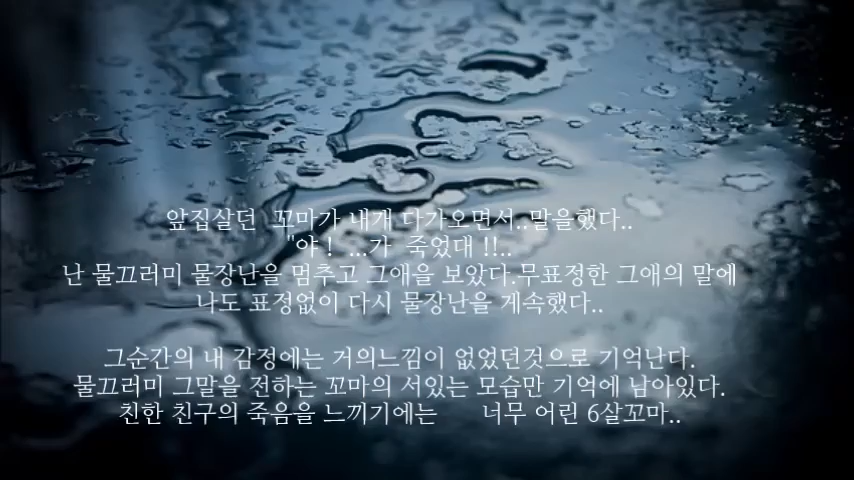 앞집살던 꼬마가 내개 다가오면서..말을했다..
"야 ! ...가 죽었대 !!..
난 물끄러미 물장난을 멈추고 그애를 보았다.무표정한 그애의 말에
나도 표정없이 다시 물장난을 계속했다..
그순간의 내 감정에는 거의느낌이 없었던것으로 기억난다.
물끄러미 그말을 전하는 꼬마의 서있는 모습만 기억에 남아있다.
친한 친구의 죽음을 느끼기에는 너무 어린 6살꼬마..